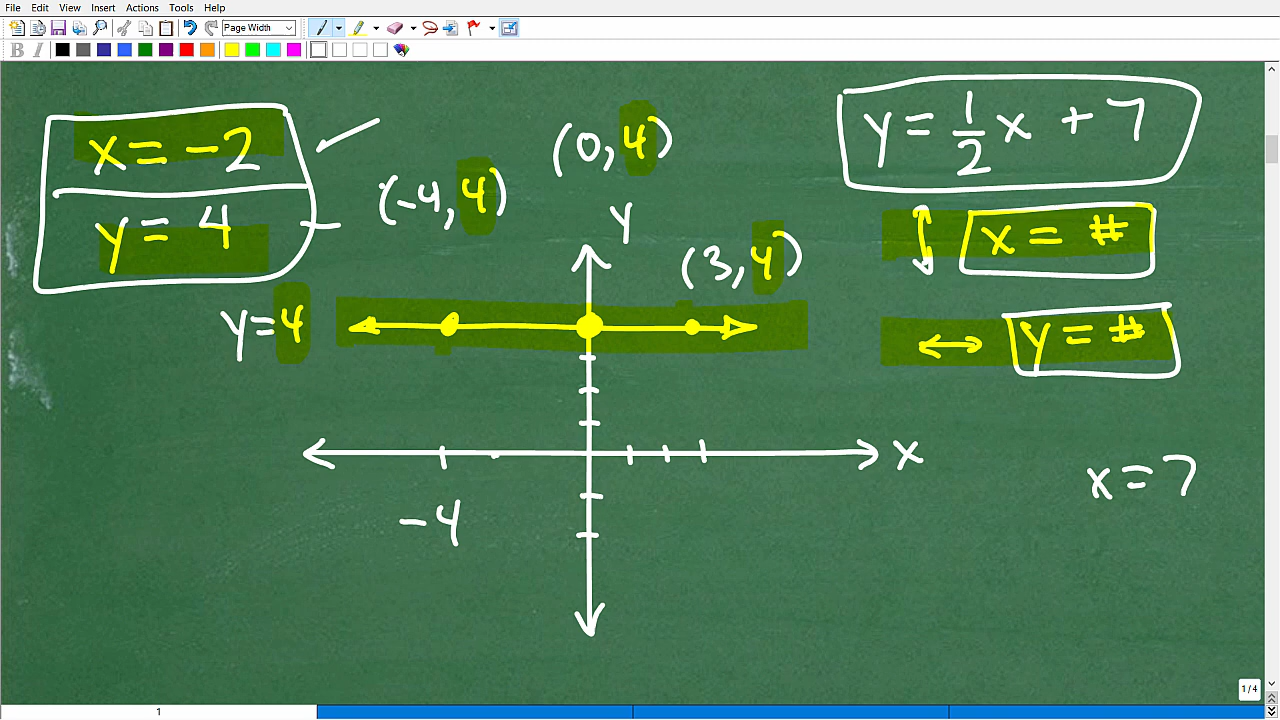 File Edit View Insert Actions Tools Help
Page Width
B I
x = -2
y = 4
(-4, 4)
(0, 4)
y = 1/2 x + 7
x = #
y = #
(3, 4)
y
y=4
x
-4
x = 7
1/4
1